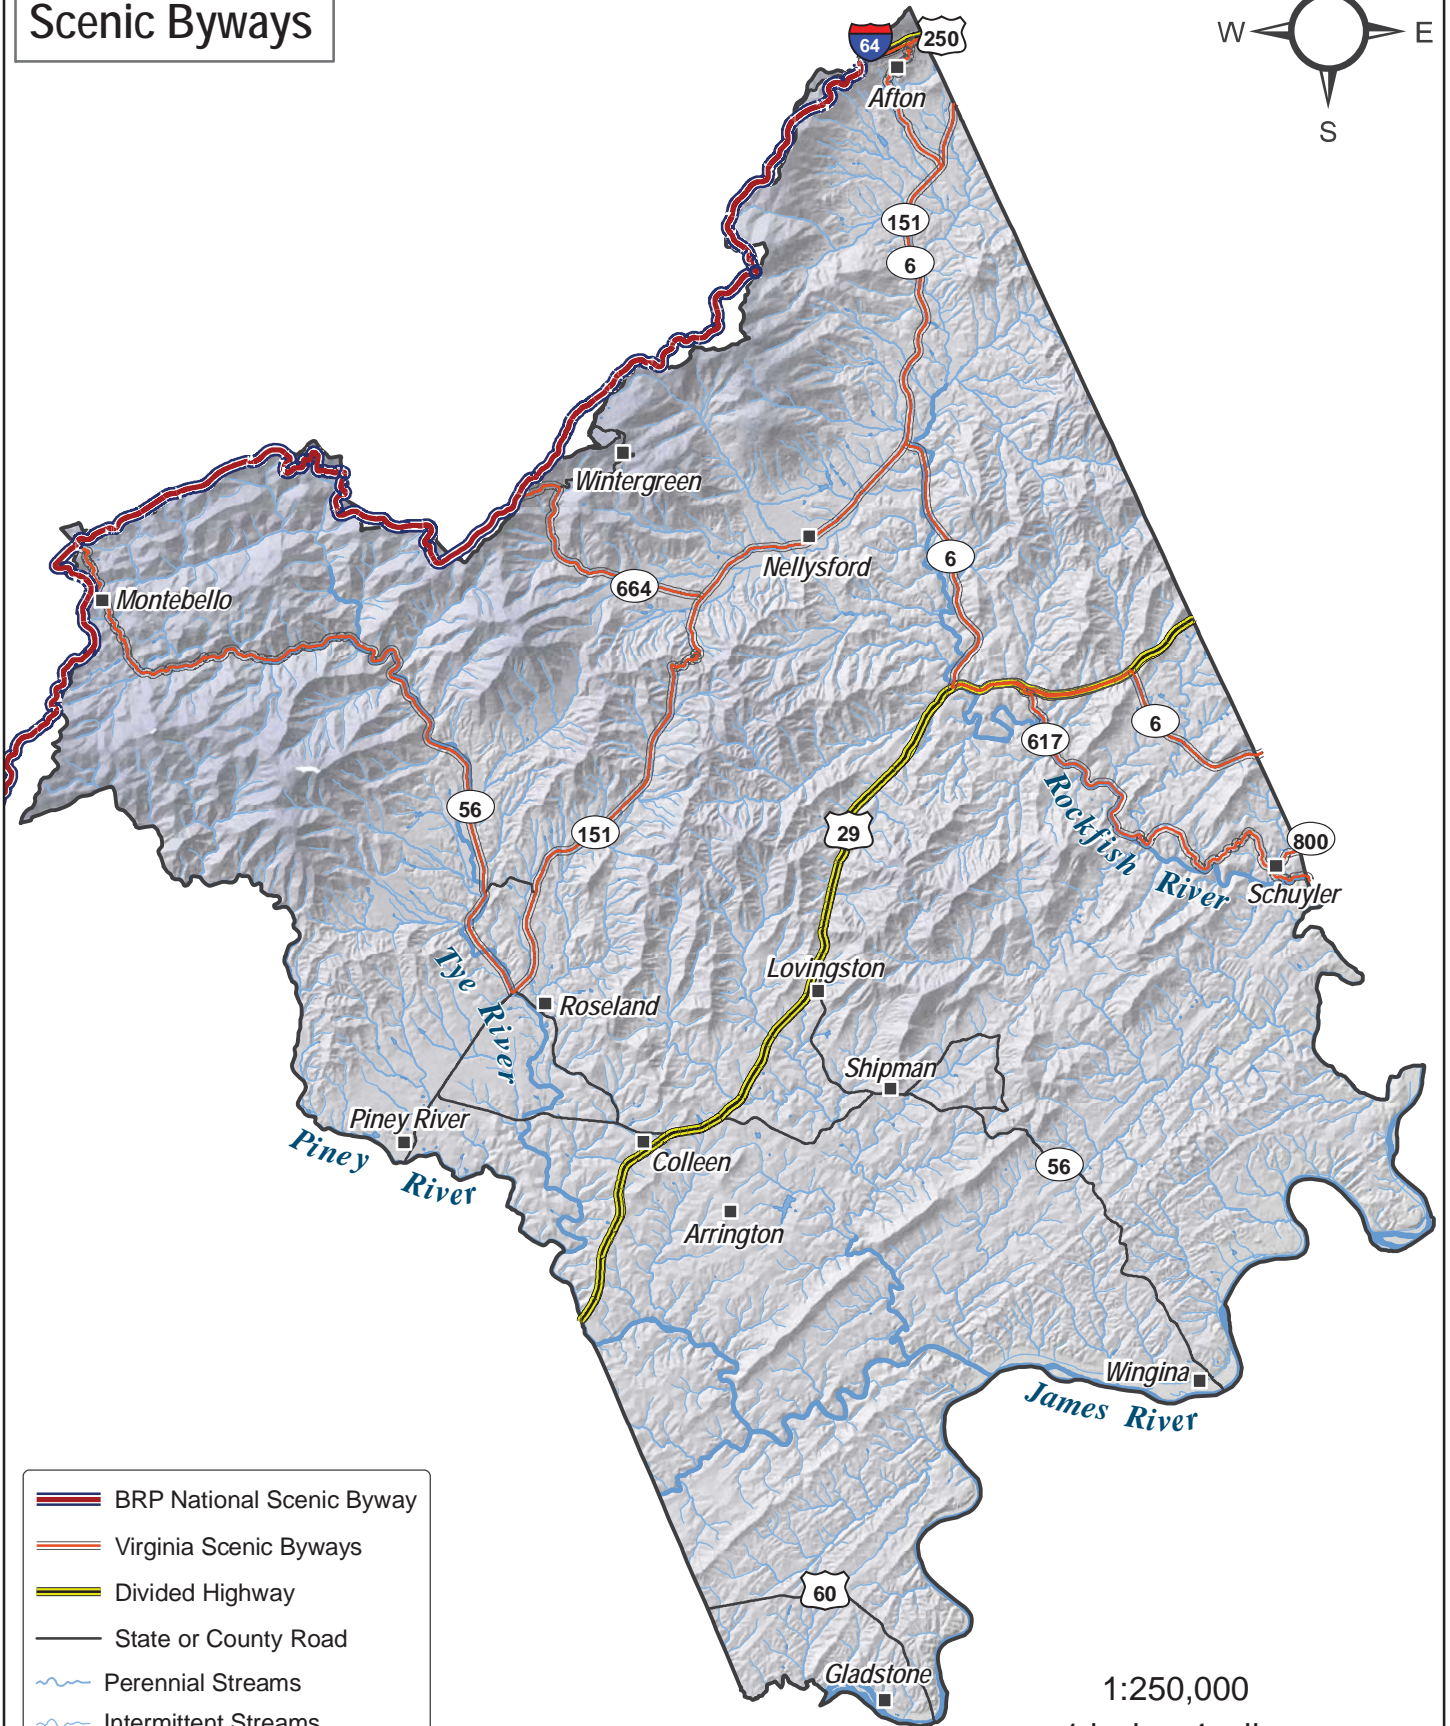 Scenic Byways
W
E
S
64
250
Afton
151
6
Wintergreen
Nellysford
6
664
Montebello
6
617
56
151
29
Rockfish River
800
Schuyler
Lovingston
Tye River
Roseland
Shipman
Piney River
Piney River
Colleen
56
Arrington
Wingina
James River
60
Gladstone
BRP National Scenic Byway
Virginia Scenic Byways
Divided Highway
State or County Road
Perennial Streams
Intermittent Streams
1:250,000